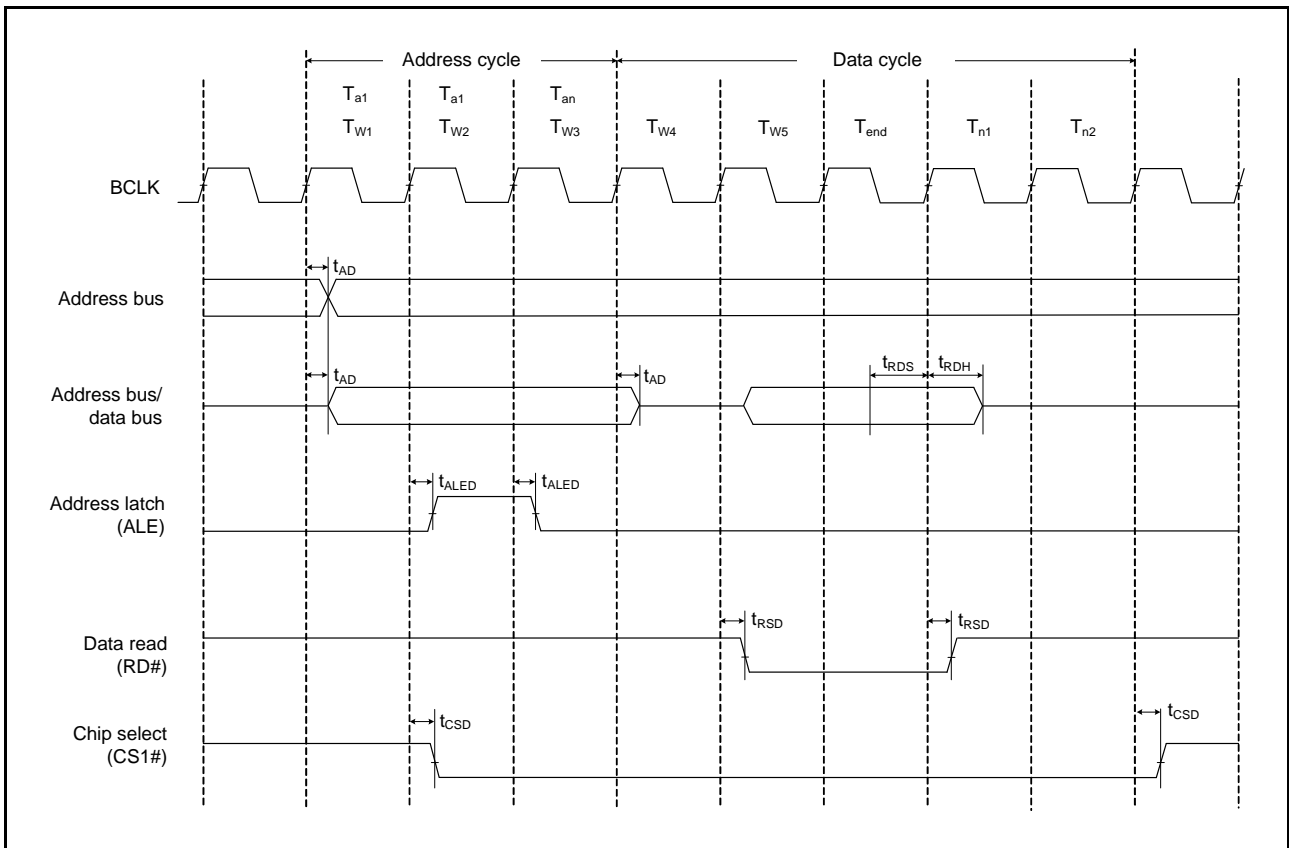 Address cycle Data cycle
Ta1 Ta1 Tan
TW1 TW2 TW3 TW4 TW5 Tend Tn1 Tn2
BCLK
tAD
Address bus
tAD tAD tRDS tRDH
Address bus/
data bus
tALED tALED
Address latch
(ALE)
tRSD tRSD
Data read
(RD#)
tCSD tCSD
Chip select
(CS1#)